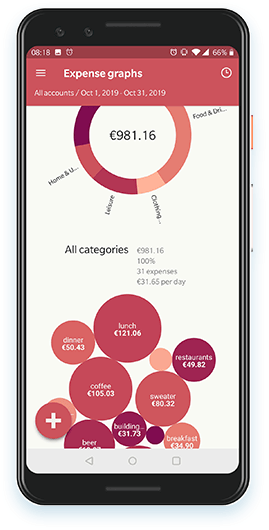 08:18
66%
Expense graphs
All accounts / Oct 1, 2019 - Oct 31, 2019
€981.16
Food & Dri...
Home & U...
Leisure
Clothing ...
All categories
€981.16
100%
31 expenses
€31.65 per day
lunch
€121.06
dinner
€50.43
restaurants
€49.82
coffee
€105.03
sweater
€80.32
building...
€31.73
beer
breakfast
€34.90
+